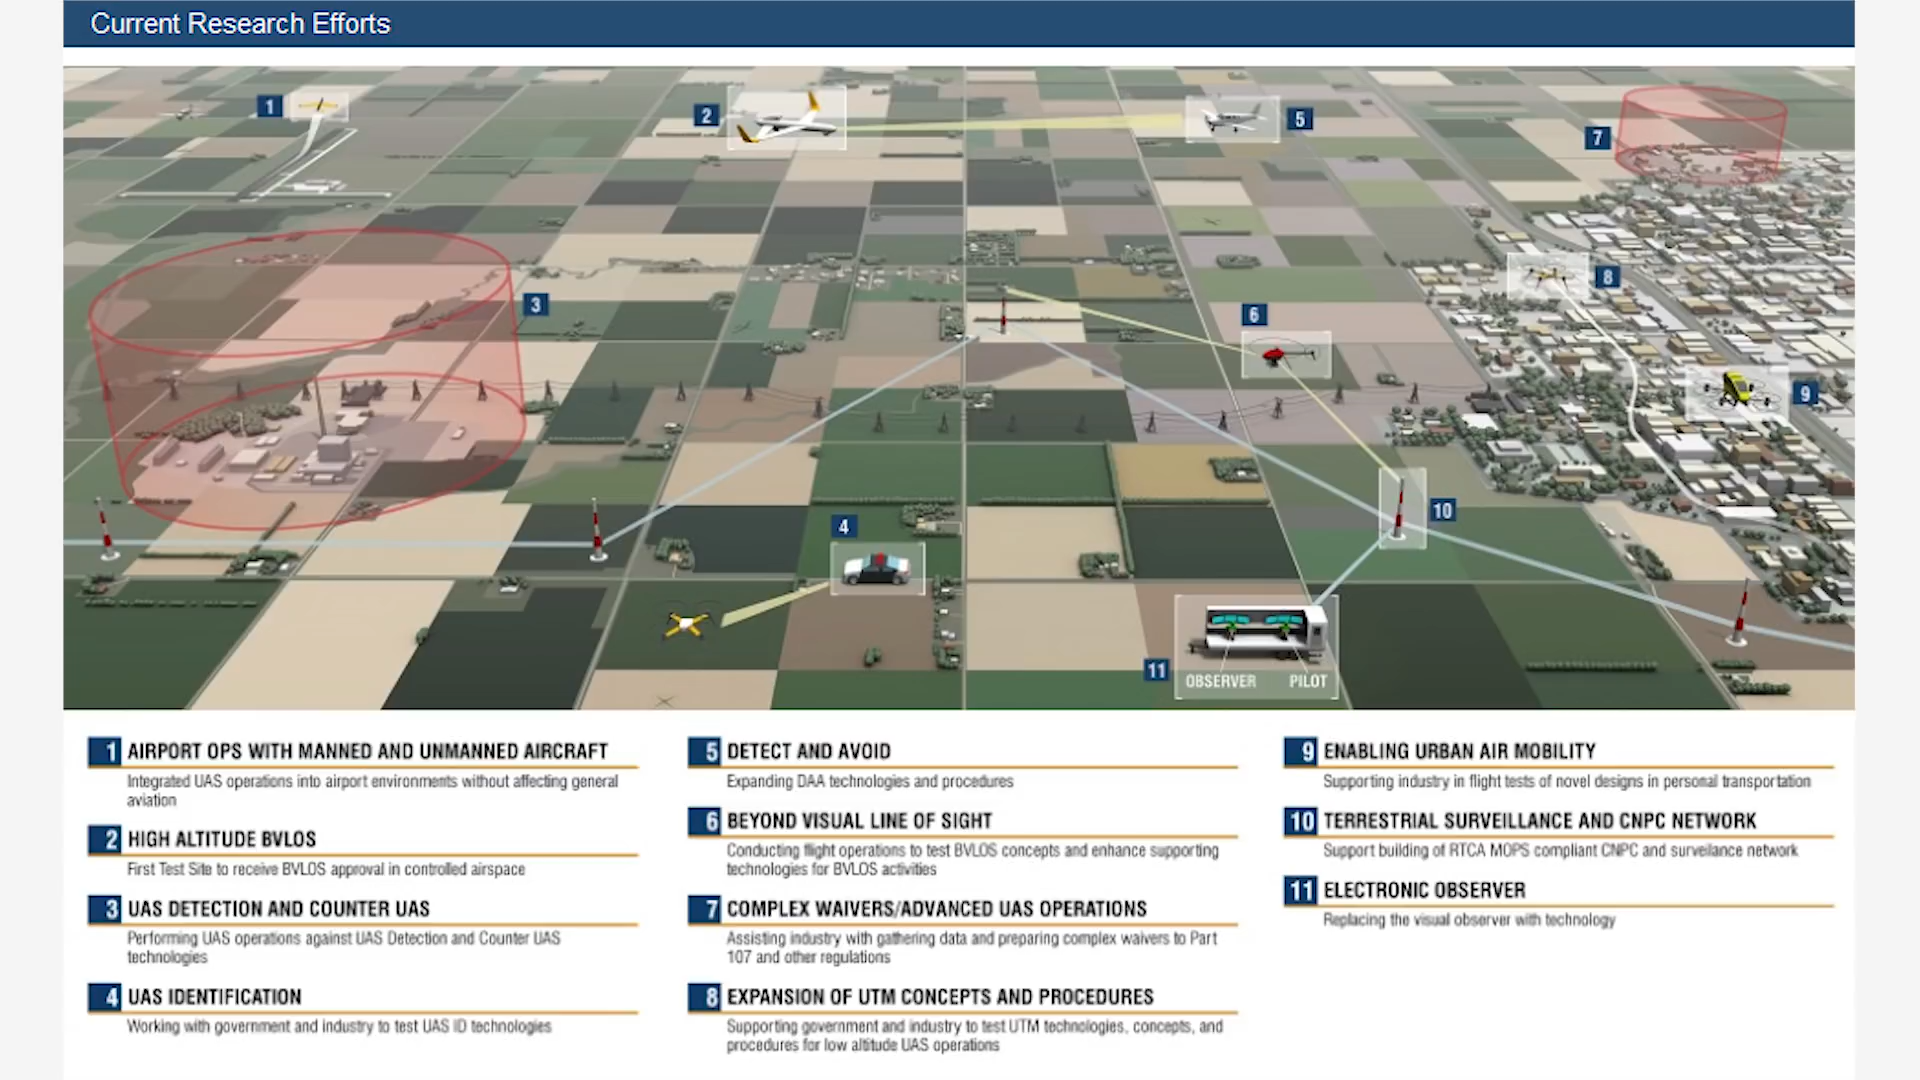 Current Research Efforts
1
2
5
7
3
8
6
9
10
4
11
OBSERVER PILOT
1 AIRPORT OPS WITH MANNED AND UNMANNED AIRCRAFT
Integrated UAS operations into airport environments without affecting general
aviation
2 HIGH ALTITUDE BVLOS
First Test Site to receive BVLOS approval in controlled airspace
3 UAS DETECTION AND COUNTER UAS
Performing UAS operations against UAS Detection and Counter UAS
technologies
4 UAS IDENTIFICATION
Working with government and industry to test UAS ID technologies
5 DETECT AND AVOID
Expanding DAA technologies and procedures
6 BEYOND VISUAL LINE OF SIGHT
Conducting flight operations to test BVLOS concepts and enhance supporting
technologies for BVLOS activities
7 COMPLEX WAIVERS/ADVANCED UAS OPERATIONS
Assisting industry with gathering data and preparing complex waivers to Part
107 and other regulations
8 EXPANSION OF UTM CONCEPTS AND PROCEDURES
Supporting government and industry to test UTM technologies, concepts, and
procedures for low altitude UAS operations
9 ENABLING URBAN AIR MOBILITY
Supporting industry in flight tests of novel designs in personal transportation
10 TERRESTRIAL SURVEILLANCE AND CNPC NETWORK
Support building of RTCA MOPS compliant CNPC and surveilance network
11 ELECTRONIC OBSERVER
Replacing the visual observer with technology